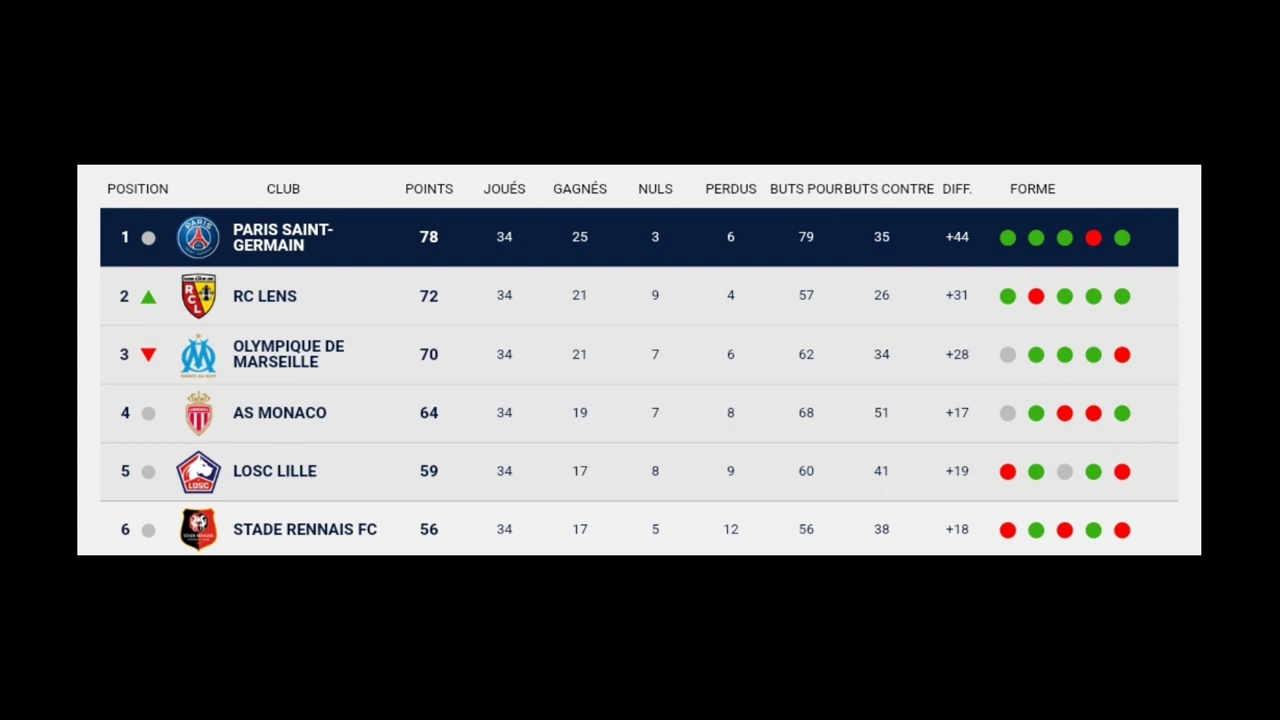 POSITION CLUB POINTS JOUÉS GAGNÉS NULS PERDUS BUTS POUR BUTS CONTRE DIFF. FORME
1 PARIS SAINT-
GERMAIN 78 34 25 3 6 79 35 +44
2 RC LENS 72 34 21 9 4 57 26 +31
3 OLYMPIQUE DE
MARSEILLE 70 34 21 7 6 62 34 +28
4 AS MONACO 64 34 19 7 8 68 51 +17
5 LOSC LILLE 59 34 17 8 9 60 41 +19
6 STADE RENNAIS FC 56 34 17 5 12 56 38 +18
PARIS
RCL
LOSC